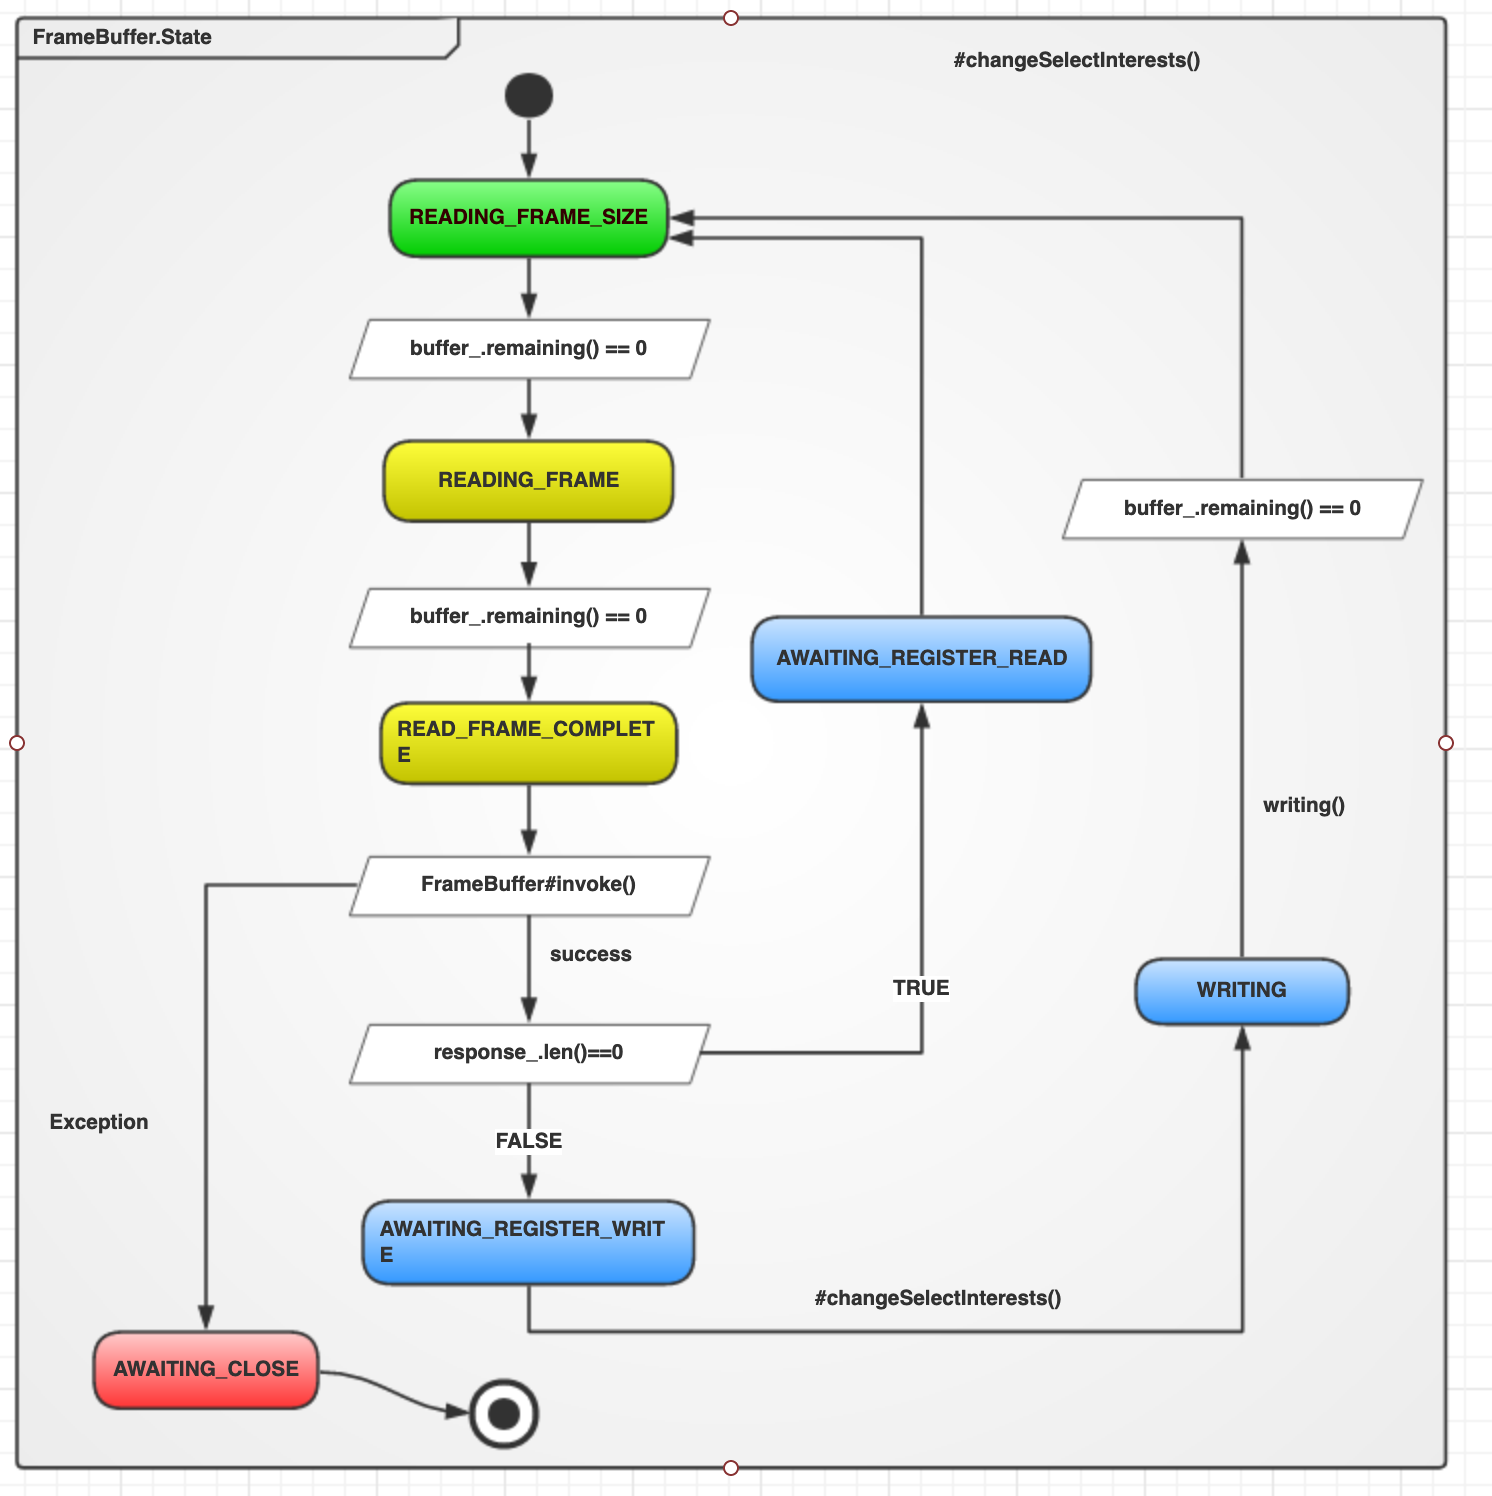 FrameBuffer.State
#changeSelectInterests()
READING_FRAME_SIZE
buffer_.remaining() == 0
READING_FRAME
buffer_.remaining() == 0
buffer_.remaining() == 0
AWAITING_REGISTER_READ
READ_FRAME_COMPLET
E
writing()
FrameBuffer#invoke()
success
TRUE
WRITING
response_.len()==0
Exception
FALSE
AWAITING_REGISTER_WRIT
E
#changeSelectInterests()
AWAITING_CLOSE